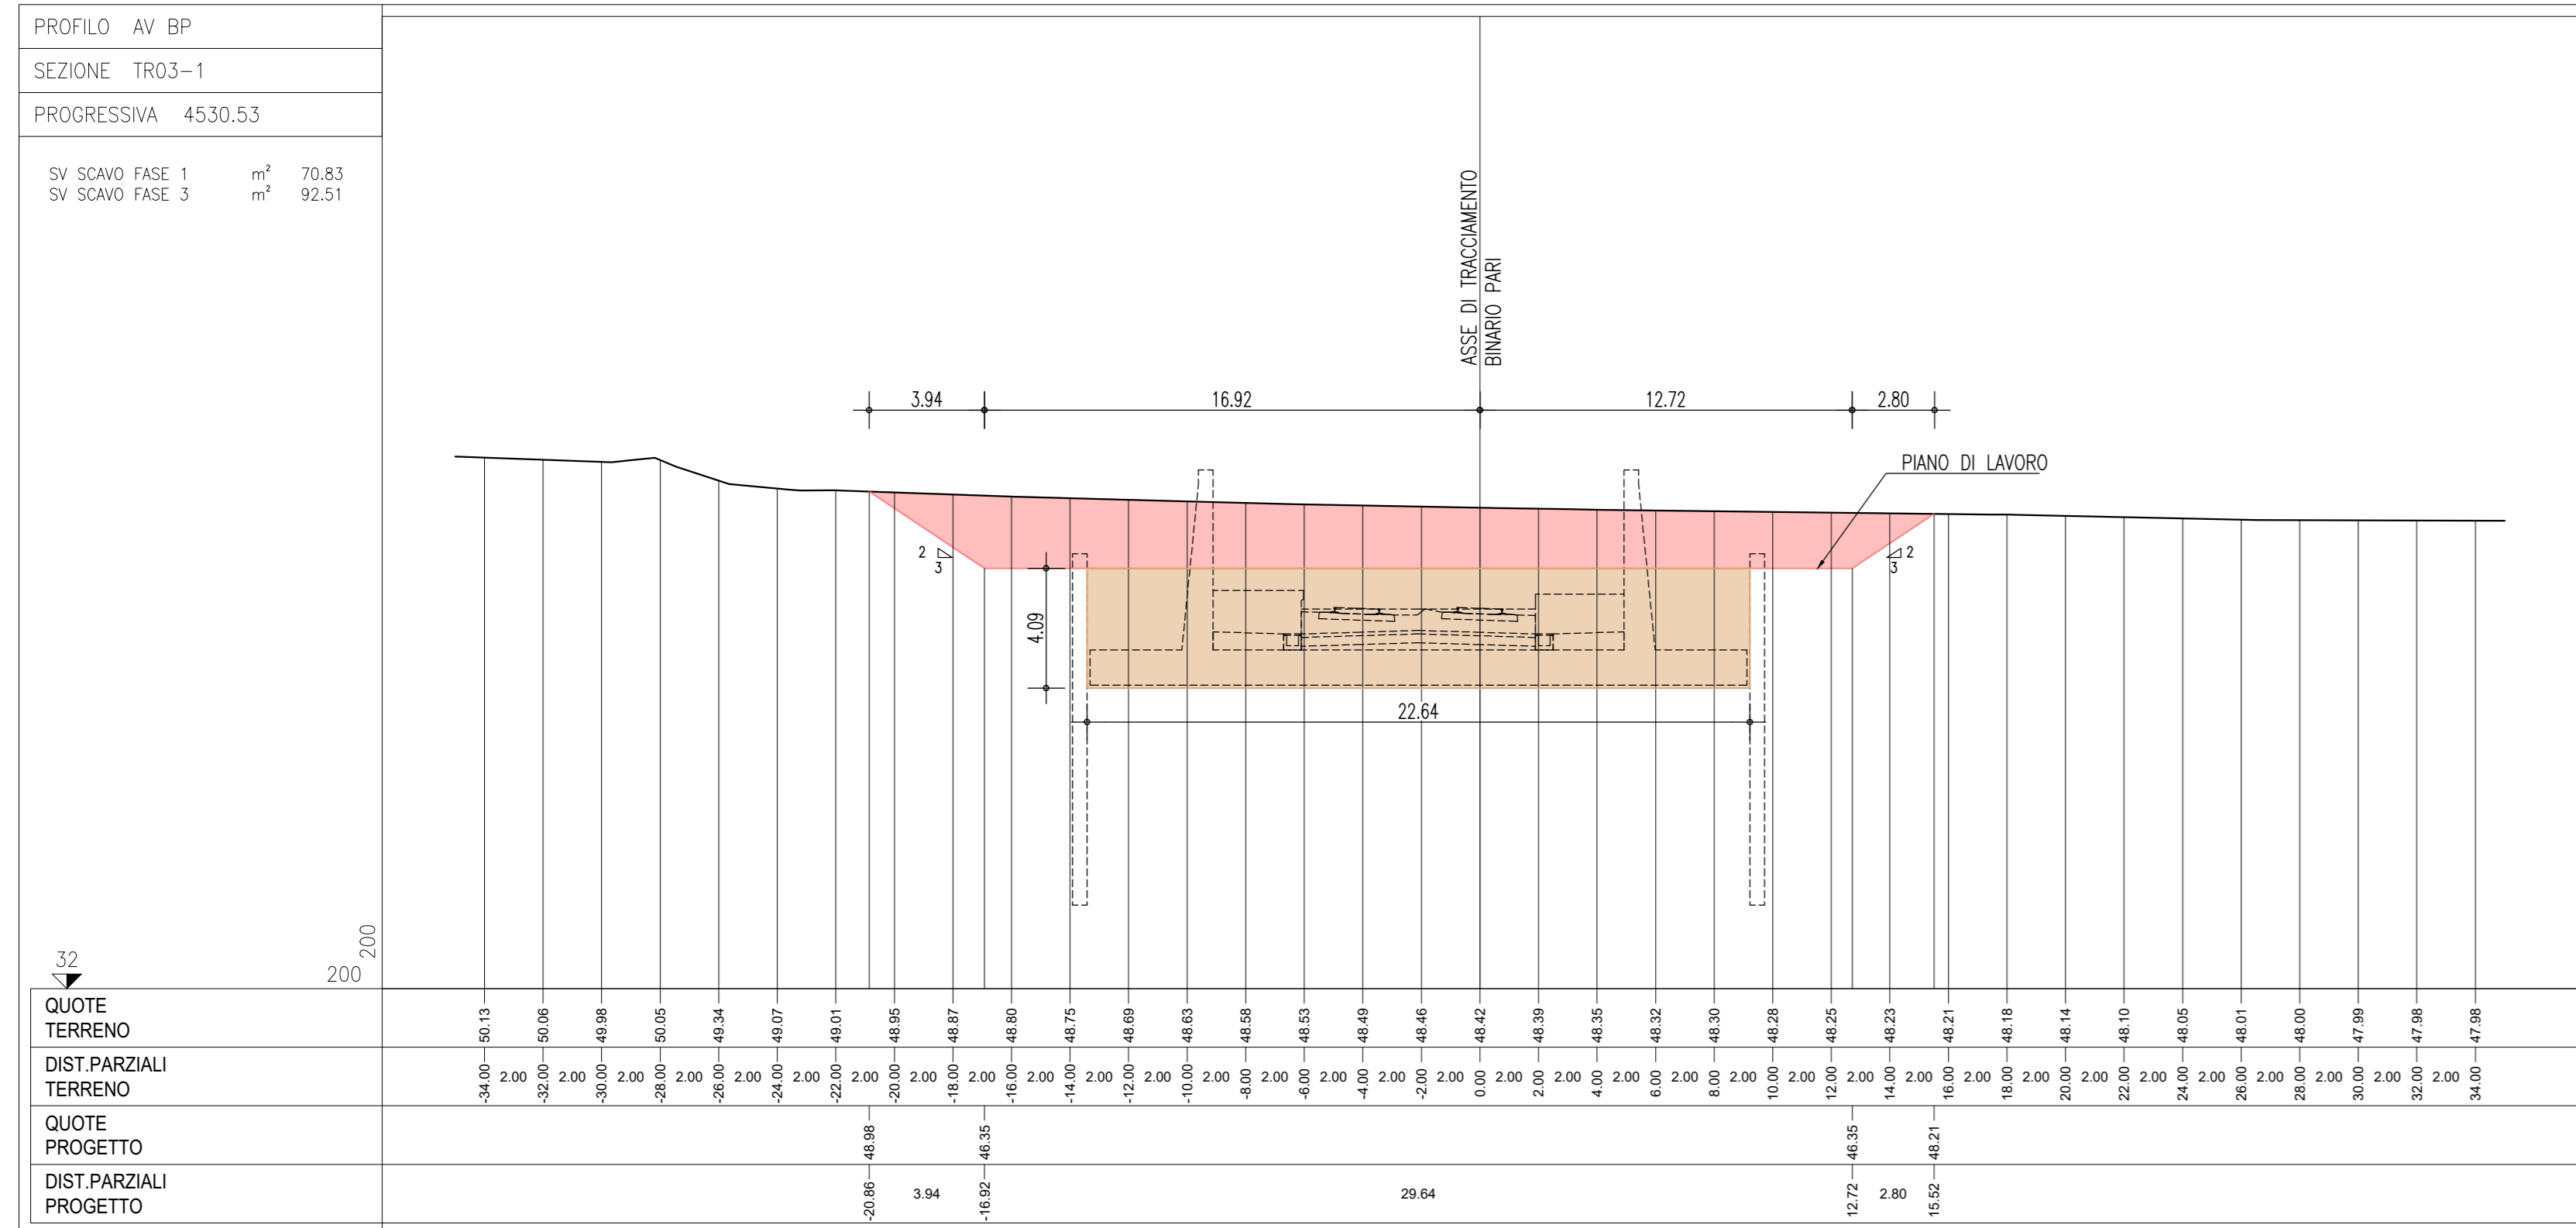 PROFILO AV BP
SEZIONE TR03-1
PROGRESSIVA 4530.53
SV SCAVO FASE 1 m² 70.83
SV SCAVO FASE 3 m² 92.51
ASSE DI TRACCIAMENTO
BINARIO PARI
3.94 16.92 12.72 2.80
PIANO DI LAVORO
2
3
2
3
4.09
22.64
32
200
200
QUOTE
TERRENO
50.13 50.06 49.98 50.05 49.34 49.07 49.01 48.95 48.87 48.80 48.75 48.69 48.63 48.58 48.53 48.49 48.46 48.42 48.39 48.35 48.32 48.30 48.28 48.25 48.23 48.21 48.18 48.14 48.10 48.05 48.01 48.00 47.99 47.98 47.98
DIST.PARZIALI
TERRENO
-34.00 2.00 -32.00 2.00 -30.00 2.00 -28.00 2.00 -26.00 2.00 -24.00 2.00 -22.00 2.00 -20.00 2.00 -18.00 2.00 -16.00 2.00 -14.00 2.00 -12.00 2.00 -10.00 2.00 -8.00 2.00 -6.00 2.00 -4.00 2.00 -2.00 2.00 0.00 2.00 2.00 2.00 4.00 2.00 6.00 2.00 8.00 2.00 10.00 2.00 12.00 2.00 14.00 2.00 16.00 2.00 18.00 2.00 20.00 2.00 22.00 2.00 24.00 2.00 26.00 2.00 28.00 2.00 30.00 2.00 32.00 2.00 34.00
QUOTE
PROGETTO
48.98 46.35 46.35 48.21
DIST.PARZIALI
PROGETTO
-20.86 3.94 -16.92 29.64 12.72 2.80 15.52